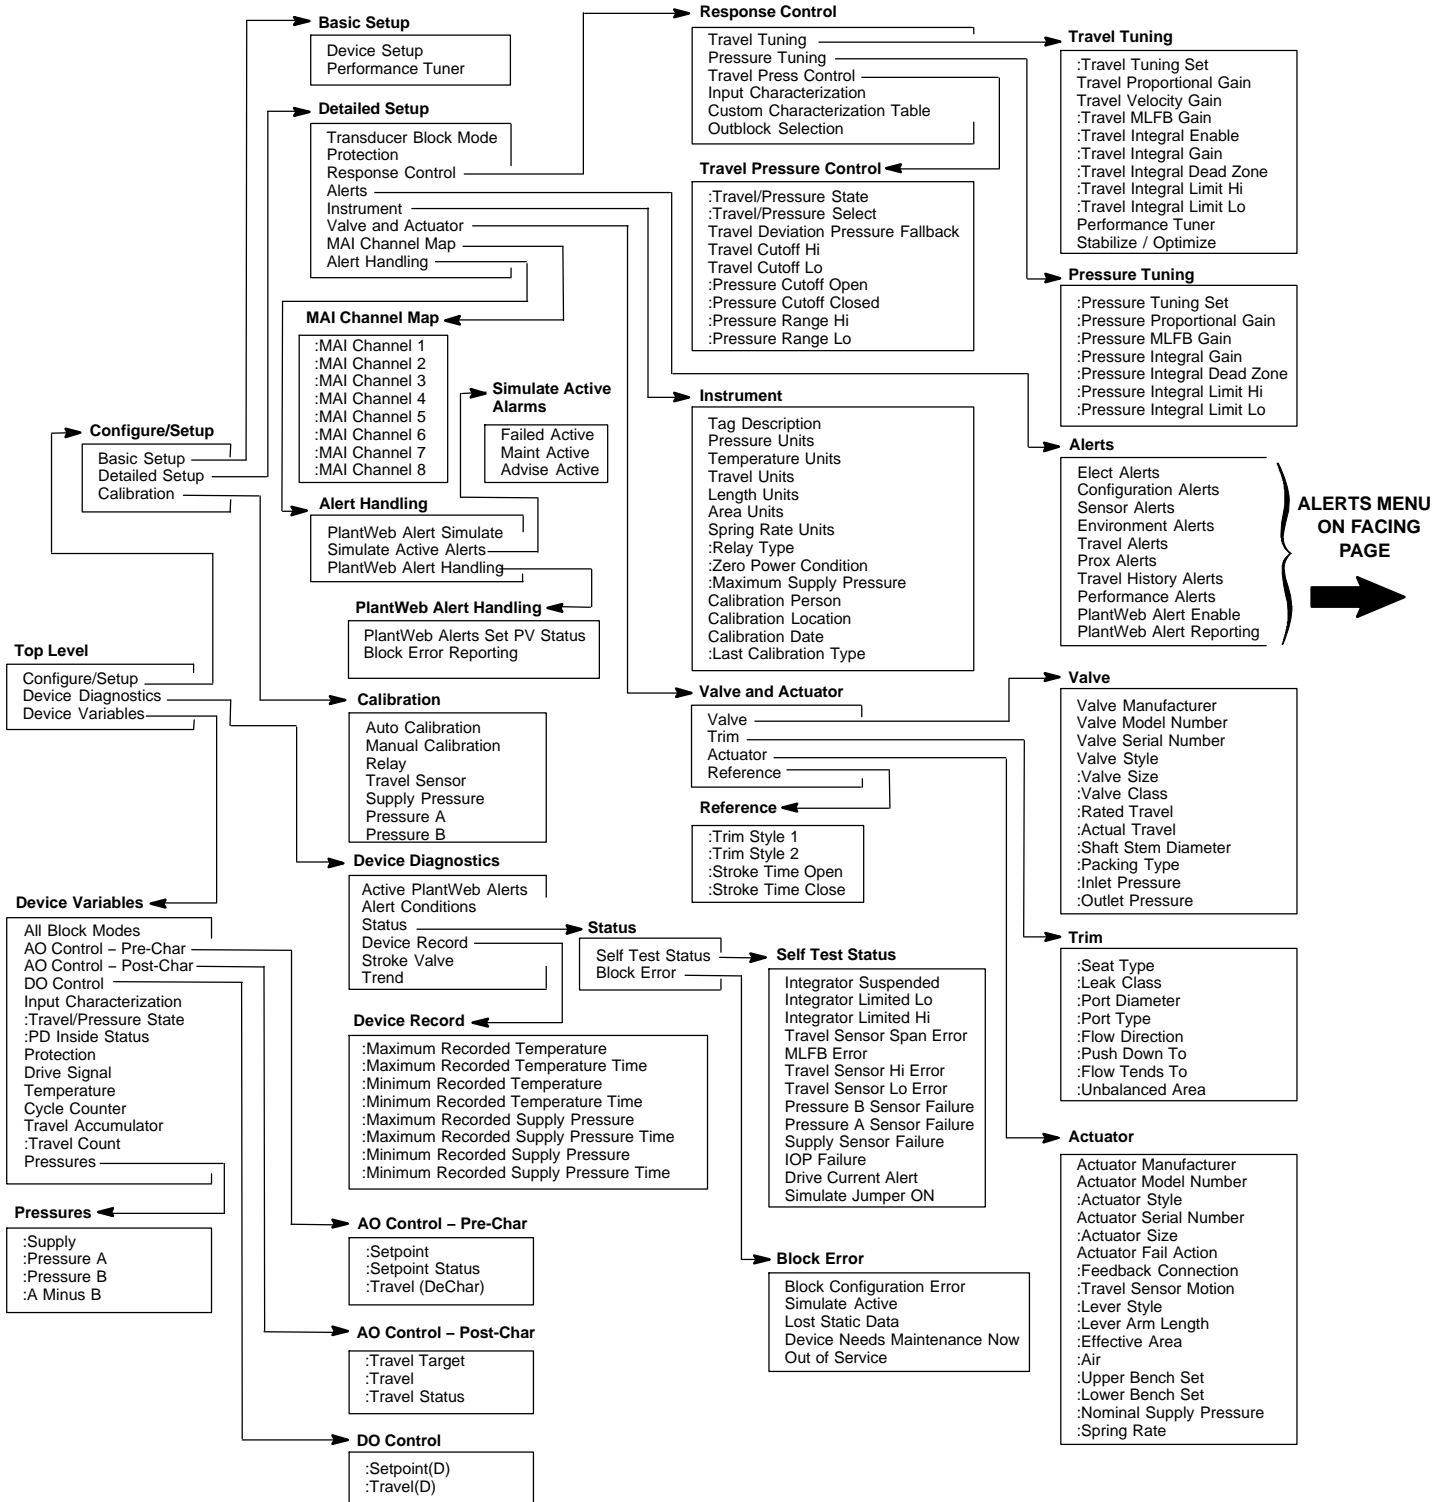 Basic Setup
Device Setup
Performance Tuner
Detailed Setup
Transducer Block Mode
Protection
Response Control
Alerts
Instrument
Valve and Actuator
MAI Channel Map
Alert Handling
MAI Channel Map
:MAI Channel 1
:MAI Channel 2
:MAI Channel 3
:MAI Channel 4
:MAI Channel 5
:MAI Channel 6
:MAI Channel 7
:MAI Channel 8
Simulate Active
Alarms
Failed Active
Maint Active
Advise Active
Configure/Setup
Basic Setup
Detailed Setup
Calibration
Alert Handling
PlantWeb Alert Simulate
Simulate Active Alerts
PlantWeb Alert Handling
PlantWeb Alert Handling
PlantWeb Alerts Set PV Status
Block Error Reporting
Top Level
Configure/Setup
Device Diagnostics
Device Variables
Calibration
Auto Calibration
Manual Calibration
Relay
Travel Sensor
Supply Pressure
Pressure A
Pressure B
Device Diagnostics
Active PlantWeb Alerts
Alert Conditions
Status
Device Record
Stroke Valve
Trend
Device Variables
All Block Modes
AO Control – Pre-Char
AO Control – Post-Char
DO Control
Input Characterization
:Travel/Pressure State
:PD Inside Status
Protection
Drive Signal
Temperature
Cycle Counter
Travel Accumulator
:Travel Count
Pressures
Pressures
:Supply
:Pressure A
:Pressure B
:A Minus B
Device Record
:Maximum Recorded Temperature
:Maximum Recorded Temperature Time
:Minimum Recorded Temperature
:Minimum Recorded Temperature Time
:Maximum Recorded Supply Pressure
:Maximum Recorded Supply Pressure Time
:Minimum Recorded Supply Pressure
:Minimum Recorded Supply Pressure Time
AO Control – Pre-Char
:Setpoint
:Setpoint Status
:Travel (DeChar)
AO Control – Post-Char
:Travel Target
:Travel
:Travel Status
DO Control
:Setpoint(D)
:Travel(D)
Response Control
Travel Tuning
Pressure Tuning
Travel Press Control
Input Characterization
Custom Characterization Table
Outblock Selection
Travel Pressure Control
:Travel/Pressure State
:Travel/Pressure Select
Travel Deviation Pressure Fallback
Travel Cutoff Hi
Travel Cutoff Lo
:Pressure Cutoff Open
:Pressure Cutoff Closed
:Pressure Range Hi
:Pressure Range Lo
Instrument
Tag Description
Pressure Units
Temperature Units
Travel Units
Length Units
Area Units
Spring Rate Units
:Relay Type
:Zero Power Condition
:Maximum Supply Pressure
Calibration Person
Calibration Location
Calibration Date
:Last Calibration Type
Valve and Actuator
Valve
Trim
Actuator
Reference
Reference
:Trim Style 1
:Trim Style 2
:Stroke Time Open
:Stroke Time Close
Status
Self Test Status
Block Error
Self Test Status
Integrator Suspended
Integrator Limited Lo
Integrator Limited Hi
Travel Sensor Span Error
MLFB Error
Travel Sensor Hi Error
Travel Sensor Lo Error
Pressure B Sensor Failure
Pressure A Sensor Failure
Supply Sensor Failure
IOP Failure
Drive Current Alert
Simulate Jumper ON
Block Error
Block Configuration Error
Simulate Active
Lost Static Data
Device Needs Maintenance Now
Out of Service
Travel Tuning
:Travel Tuning Set
Travel Proportional Gain
Travel Velocity Gain
:Travel MLFB Gain
:Travel Integral Enable
:Travel Integral Gain
:Travel Integral Dead Zone
:Travel Integral Limit Hi
:Travel Integral Limit Lo
Performance Tuner
Stabilize / Optimize
Pressure Tuning
:Pressure Tuning Set
:Pressure Proportional Gain
:Pressure MLFB Gain
:Pressure Integral Gain
:Pressure Integral Dead Zone
:Pressure Integral Limit Hi
:Pressure Integral Limit Lo
Alerts
Elect Alerts
Configuration Alerts
Sensor Alerts
Environment Alerts
Travel Alerts
Prox Alerts
Travel History Alerts
Performance Alerts
PlantWeb Alert Enable
PlantWeb Alert Reporting
ALERTS MENU
ON FACING
PAGE
Valve
Valve Manufacturer
Valve Model Number
Valve Serial Number
Valve Style
:Valve Size
:Valve Class
:Rated Travel
:Actual Travel
:Shaft Stem Diameter
:Packing Type
:Inlet Pressure
:Outlet Pressure
Trim
:Seat Type
:Leak Class
:Port Diameter
:Port Type
:Flow Direction
:Push Down To
:Flow Tends To
:Unbalanced Area
Actuator
Actuator Manufacturer
Actuator Model Number
:Actuator Style
Actuator Serial Number
:Actuator Size
Actuator Fail Action
:Feedback Connection
:Travel Sensor Motion
:Lever Style
:Lever Arm Length
:Effective Area
:Air
:Upper Bench Set
:Lower Bench Set
:Nominal Supply Pressure
:Spring Rate